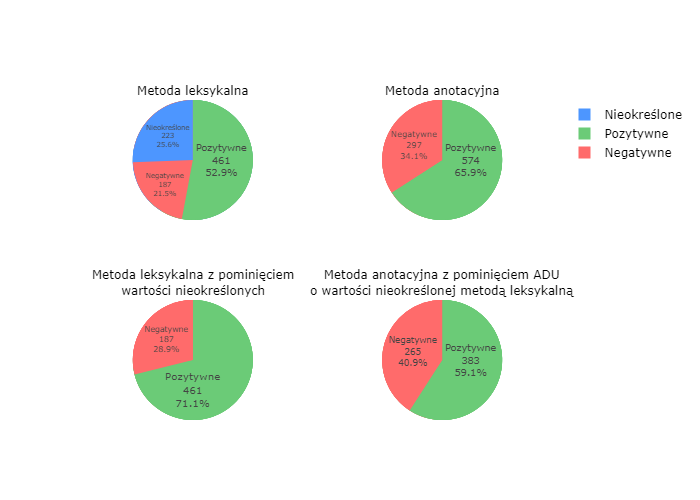 Metoda leksykalna
Nieokreślone
223
25.6%
Pozytywne
461
52.9%
Negatywne
187
21.5%
Metoda anotacyjna
Negatywne
297
34.1%
Pozytywne
574
65.9%
Nieokreślone
Pozytywne
Negatywne
Metoda leksykalna z pominięciem
wartości nieokreślonych
Negatywne
187
28.9%
Pozytywne
461
71.1%
Metoda anotacyjna z pominięciem ADU
o wartości nieokreślonej metodą leksykalną
Negatywne
265
40.9%
Pozytywne
383
59.1%